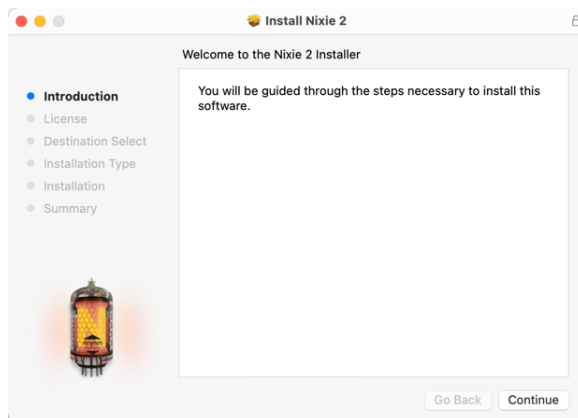 Install Nixie 2
Welcome to the Nixie 2 Installer
Introduction
License
Destination Select
Installation Type
Installation
Summary
You will be guided through the steps necessary to install this
software.
Go Back
Continue